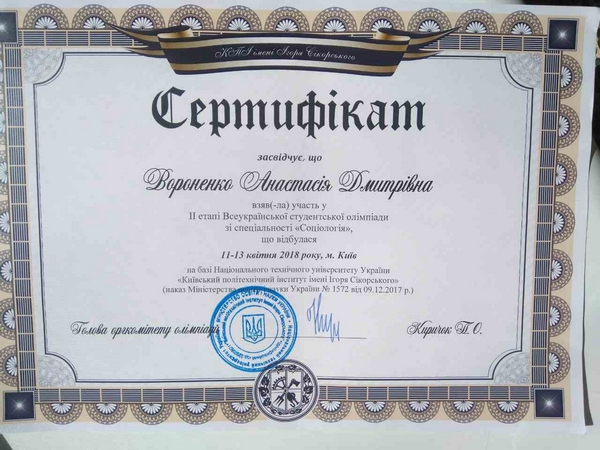 КПІ імені Ігоря Сікорського
Сертифікат
засвідчує, що
Вороненко Анастасія Дмитрівна
взяв(-ла) участь у
ІІ етапі Всеукраїнської студентської олімпіади
зі спеціальності «Соціологія»,
що відбулася
11-13 квітня 2018 року, м. Київ
на базі Національного технічного університету України
«Київський політехнічний інститут імені Ігоря Сікорського»
(наказ Міністерства науки України № 1572 від 09.12.2017 р.)
Голова оргкомітету олімпіади
Киричок П.О.